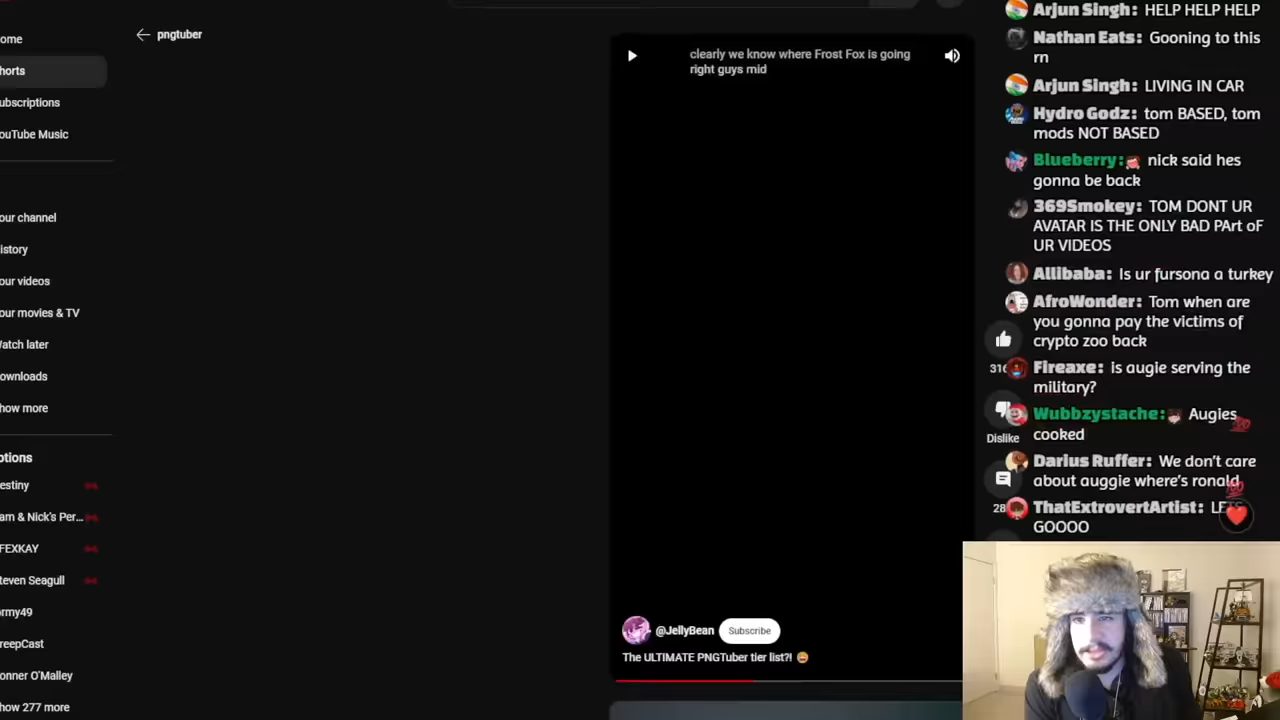 ome
horts
ubscriptions
ouTube Music
our channel
istory
our videos
our movies & TV
Watch later
ownloads
how more
ptions
estiny
am & Nick's Per...
FEXKAY
teven Seagull
ormy49
reepCast
onner O'Malley
how 277 more
pngtuber
clearly we know where Frost Fox is going
right guys mid
@JellyBean Subscribe
The ULTIMATE PNGTuber tier list?!
316
Dislike
28
Arjun Singh: HELP HELP HELP
Nathan Eats: Gooning to this
rn
Arjun Singh: LIVING IN CAR
Hydro Godz: tom BASED, tom
mods NOT BASED
Blueberry: nick said hes
gonna be back
369Smokey: TOM DONT UR
AVATAR IS THE ONLY BAD PArt oF
UR VIDEOS
Allibaba: Is ur fursona a turkey
AfroWonder: Tom when are
you gonna pay the victims of
crypto zoo back
Fireaxe: is augie serving the
military?
Wubbzystache: Augies
cooked
Darius Ruffer: We don't care
about auggie where's ronald
ThatExtrovertArtist: LETS
GOOOO